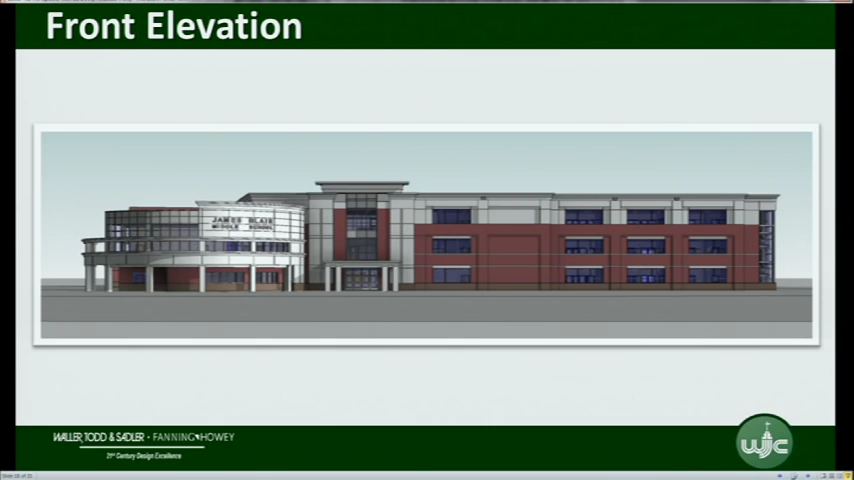 Front Elevation
JAMES BLAIR
MIDDLE SCHOOL
WALLER, TODD & SADLER • FANNING HOWEY
21st Century Design Excellence
WJC